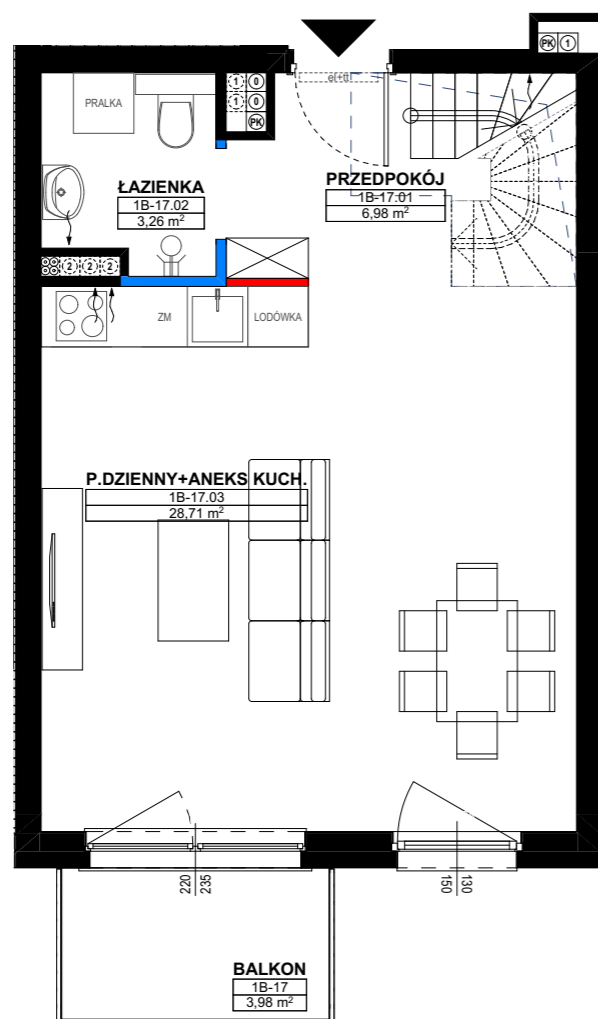 PK 1
1 0
1 0
PK
el+tt
PRALKA
ŁAZIENKA
1B-17.02
3,26 m²
PRZEDPOKÓJ
1B-17.01
6,98 m²
2 2 2
ZM
LODÓWKA
P.DZIENNY+ANEKS KUCH.
1B-17.03
28,71 m²
220
235
150
130
BALKON
1B-17
3,98 m²